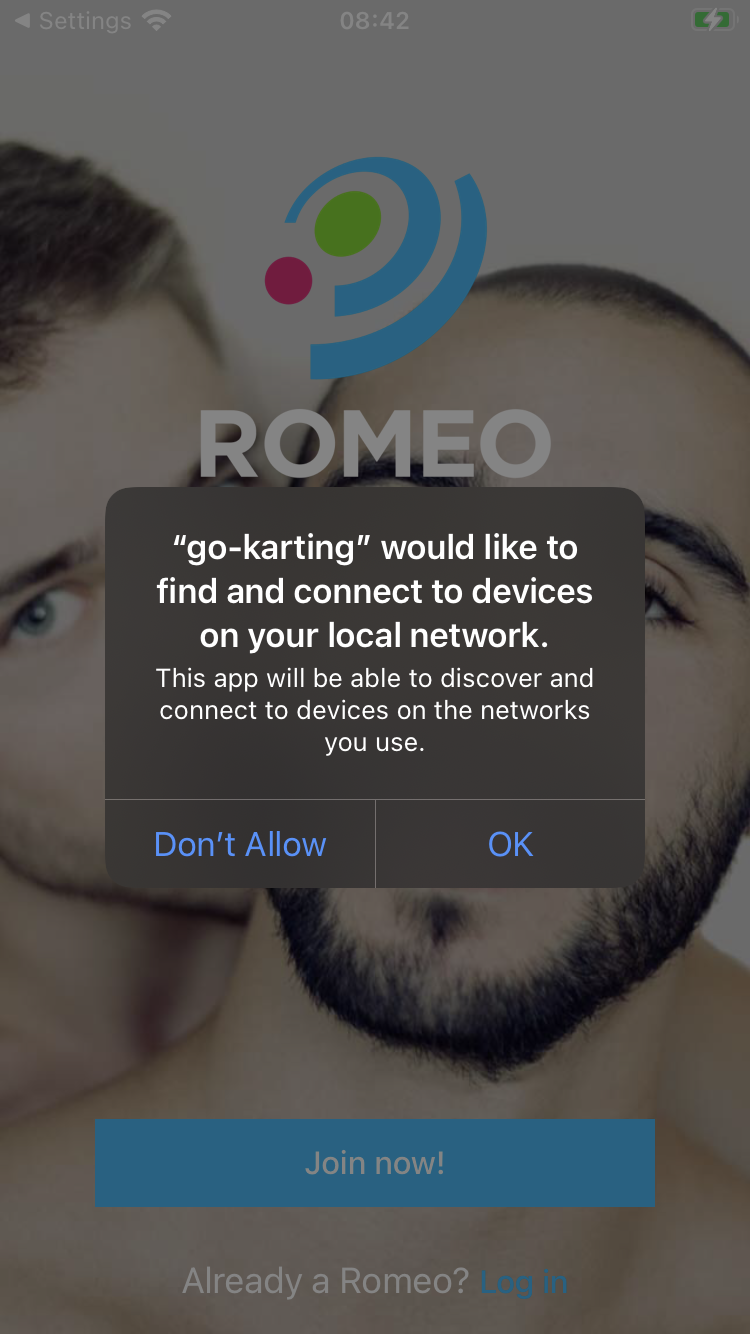 Settings 08:42
ROMEO
“go-karting” would like to
find and connect to devices
on your local network.
This app will be able to discover and
connect to devices on the networks
you use.
Don’t Allow OK
Join now!
Already a Romeo? Log in